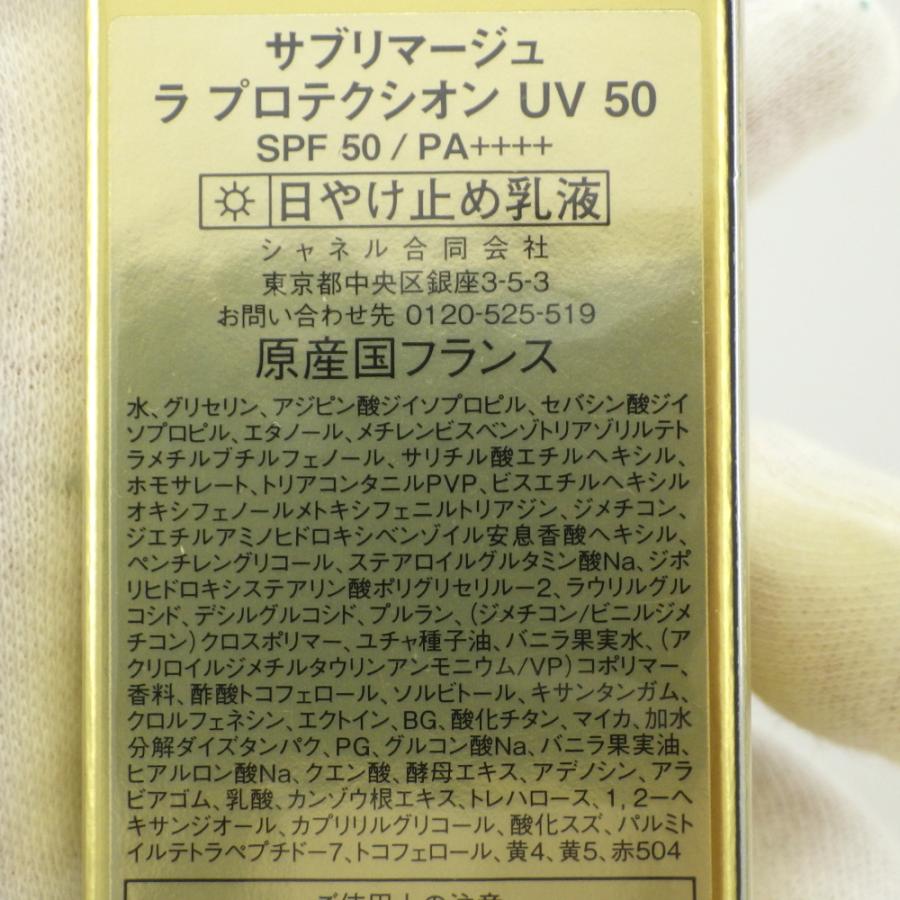 サブリマージュ
ラ プロテクシオン UV 50
SPF 50 / PA++++
日やけ止め乳液
シャネル合同会社
東京都中央区銀座3-5-3
お問い合わせ先 0120-525-519
原産国フランス
水、グリセリン、アジピン酸ジイソプロピル、セバシン酸ジイ
ソプロピル、エタノール、メチレンビスベンゾトリアゾリルテト
ラメチルブチルフェノール、サリチル酸エチルヘキシル、
ホモサレート、トリアコンタニルPVP、ビスエチルヘキシル
オキシフェノールメトキシフェニルトリアジン、ジメチコン、
ジエチルアミノヒドロキシベンゾイル安息香酸ヘキシル、
ペンチレングリコール、ステアロイルグルタミン酸Na、ジポ
リヒドロキシステアリン酸ポリグリセリル－2、ラウリルグル
コシド、デシルグルコシド、プルラン、（ジメチコン/ビニルジメ
チコン）クロスポリマー、ユチャ種子油、バニラ果実水、（ア
クリロイルジメチルタウリンアンモニウム/VP）コポリマー、
香料、酢酸トコフェロール、ソルビトール、キサンタンガム、
クロルフェネシン、エクトイン、BG、酸化チタン、マイカ、加水
分解ダイズタンパク、PG、グルコン酸Na、バニラ果実油、
ヒアルロン酸Na、クエン酸、酵母エキス、アデノシン、アラ
ビアゴム、乳酸、カンゾウ根エキス、トレハロース、1，2－ヘ
キサンジオール、カプリリルグリコール、酸化スズ、パルミト
イルテトラペプチド－7、トコフェロール、黄4、黄5、赤504
ご使用上の注意